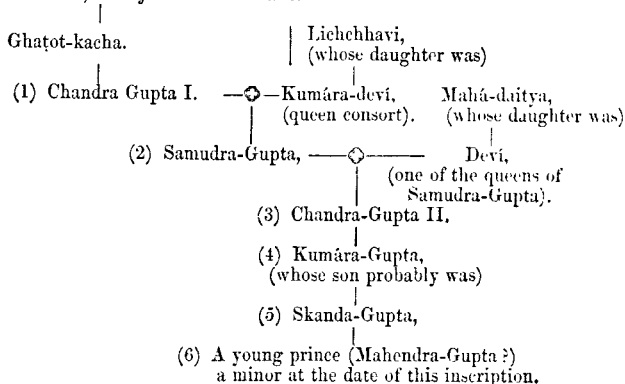 Ghaṭot-kacha.
Lichchhavi,
(whose daughter was)
(1) Chandra Gupta I.
Kumára-deví,
(queen consort).
Mahá-daitya,
(whose daughter was)
(2) Samudra-Gupta,
Deví,
(one of the queens of
Samudra-Gupta).
(3) Chandra-Gupta II.
(4) Kumára-Gupta,
(whose son probably was)
(5) Skanda-Gupta,
(6) A young prince (Mahendra-Gupta?)
a minor at the date of this inscription.